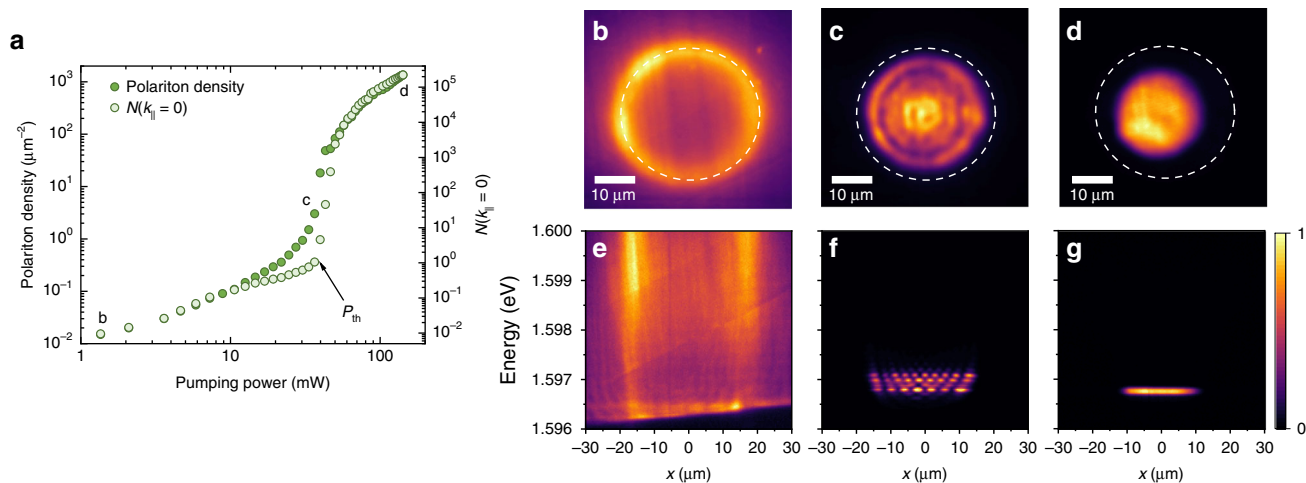 a
Polariton density
N(k∥ = 0)
Polariton density (μm⁻²)
10³
10²
10¹
10⁰
10⁻¹
10⁻²
b
c
d
P_th
10⁵
10⁴
10³
10²
10¹
10⁰
10⁻¹
10⁻²
N(k∥ = 0)
1
10
100
Pumping power (mW)
b
10 μm
c
10 μm
d
10 μm
e
Energy (eV)
1.600
1.599
1.598
1.597
1.596
−30 −20 −10 0 10 20 30
x (μm)
f
−30 −20 −10 0 10 20 30
x (μm)
g
−30 −20 −10 0 10 20 30
x (μm)
1
0